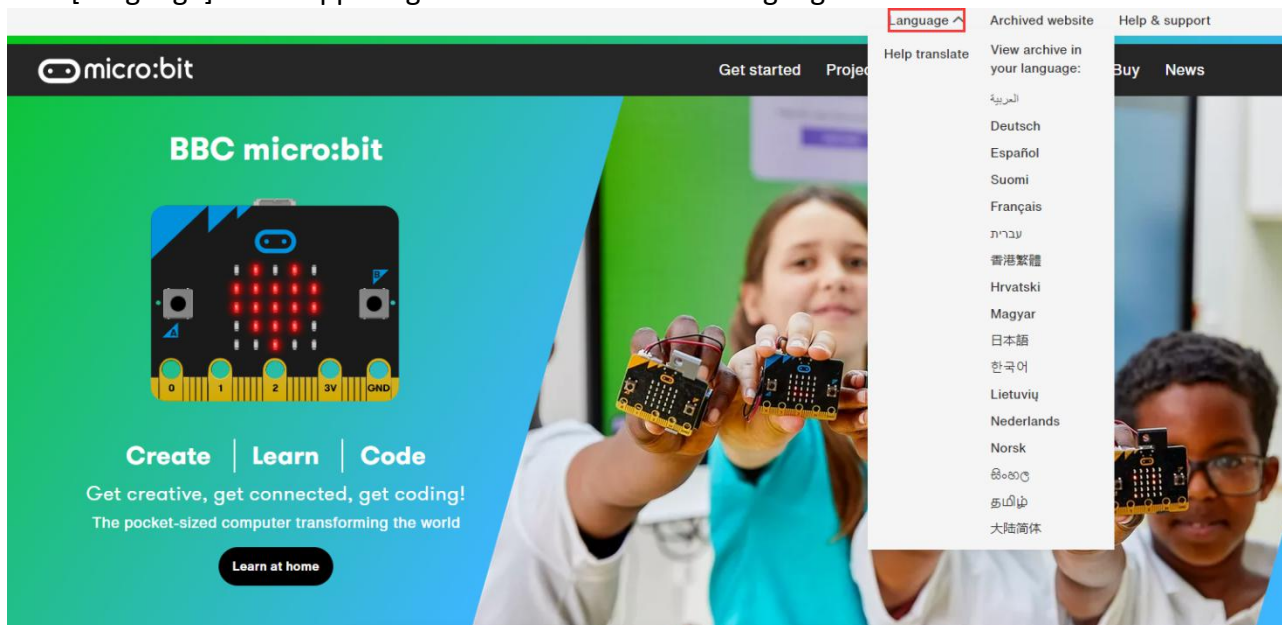 Language Archived website Help & support
micro:bit
Get started Projec Buy News
Help translate
View archive in
your language:
العربية
Deutsch
Español
Suomi
Français
עברית
香港繁體
Hrvatski
Magyar
日本語
한국어
Lietuvių
Nederlands
Norsk
සිංහල
தமிழ்
大陆简体
BBC micro:bit
A
B
0 1 2 3V GND
Create | Learn | Code
Get creative, get connected, get coding!
The pocket-sized computer transforming the world
Learn at home